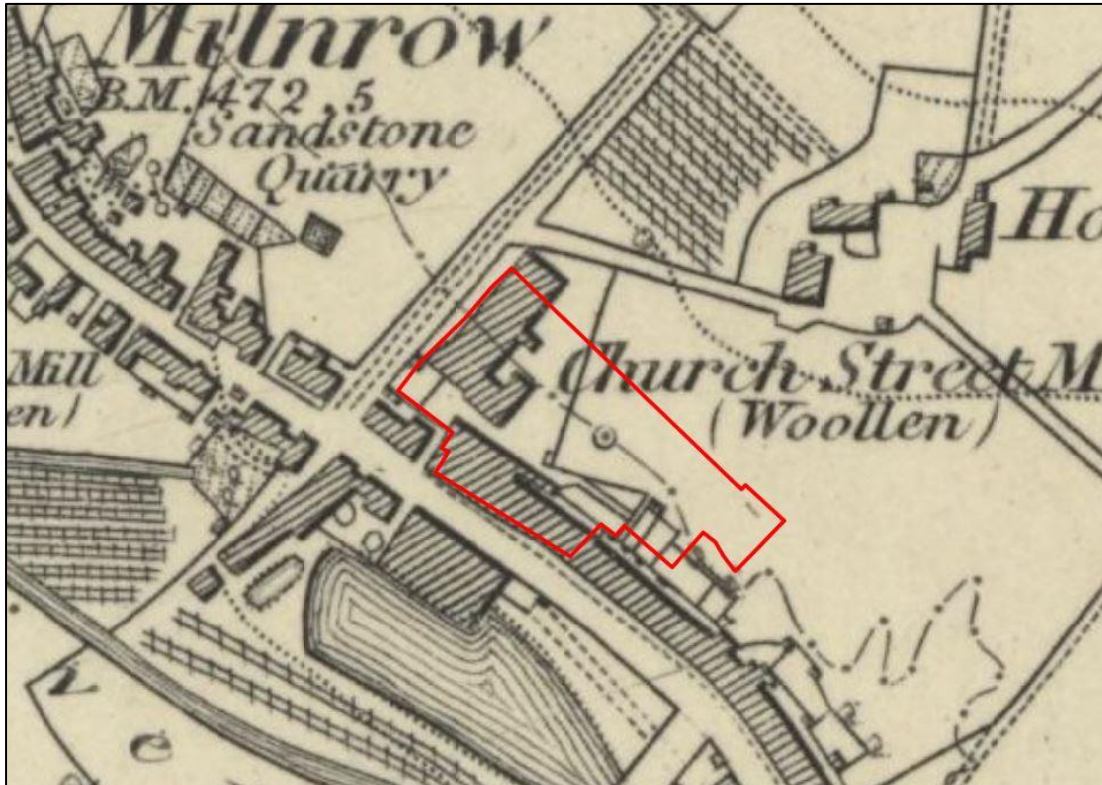 Milnrow
B.M. 472.5
Sandstone
Quarry
Ho
Church Street M
(Woollen)
Mill
en)
v
e